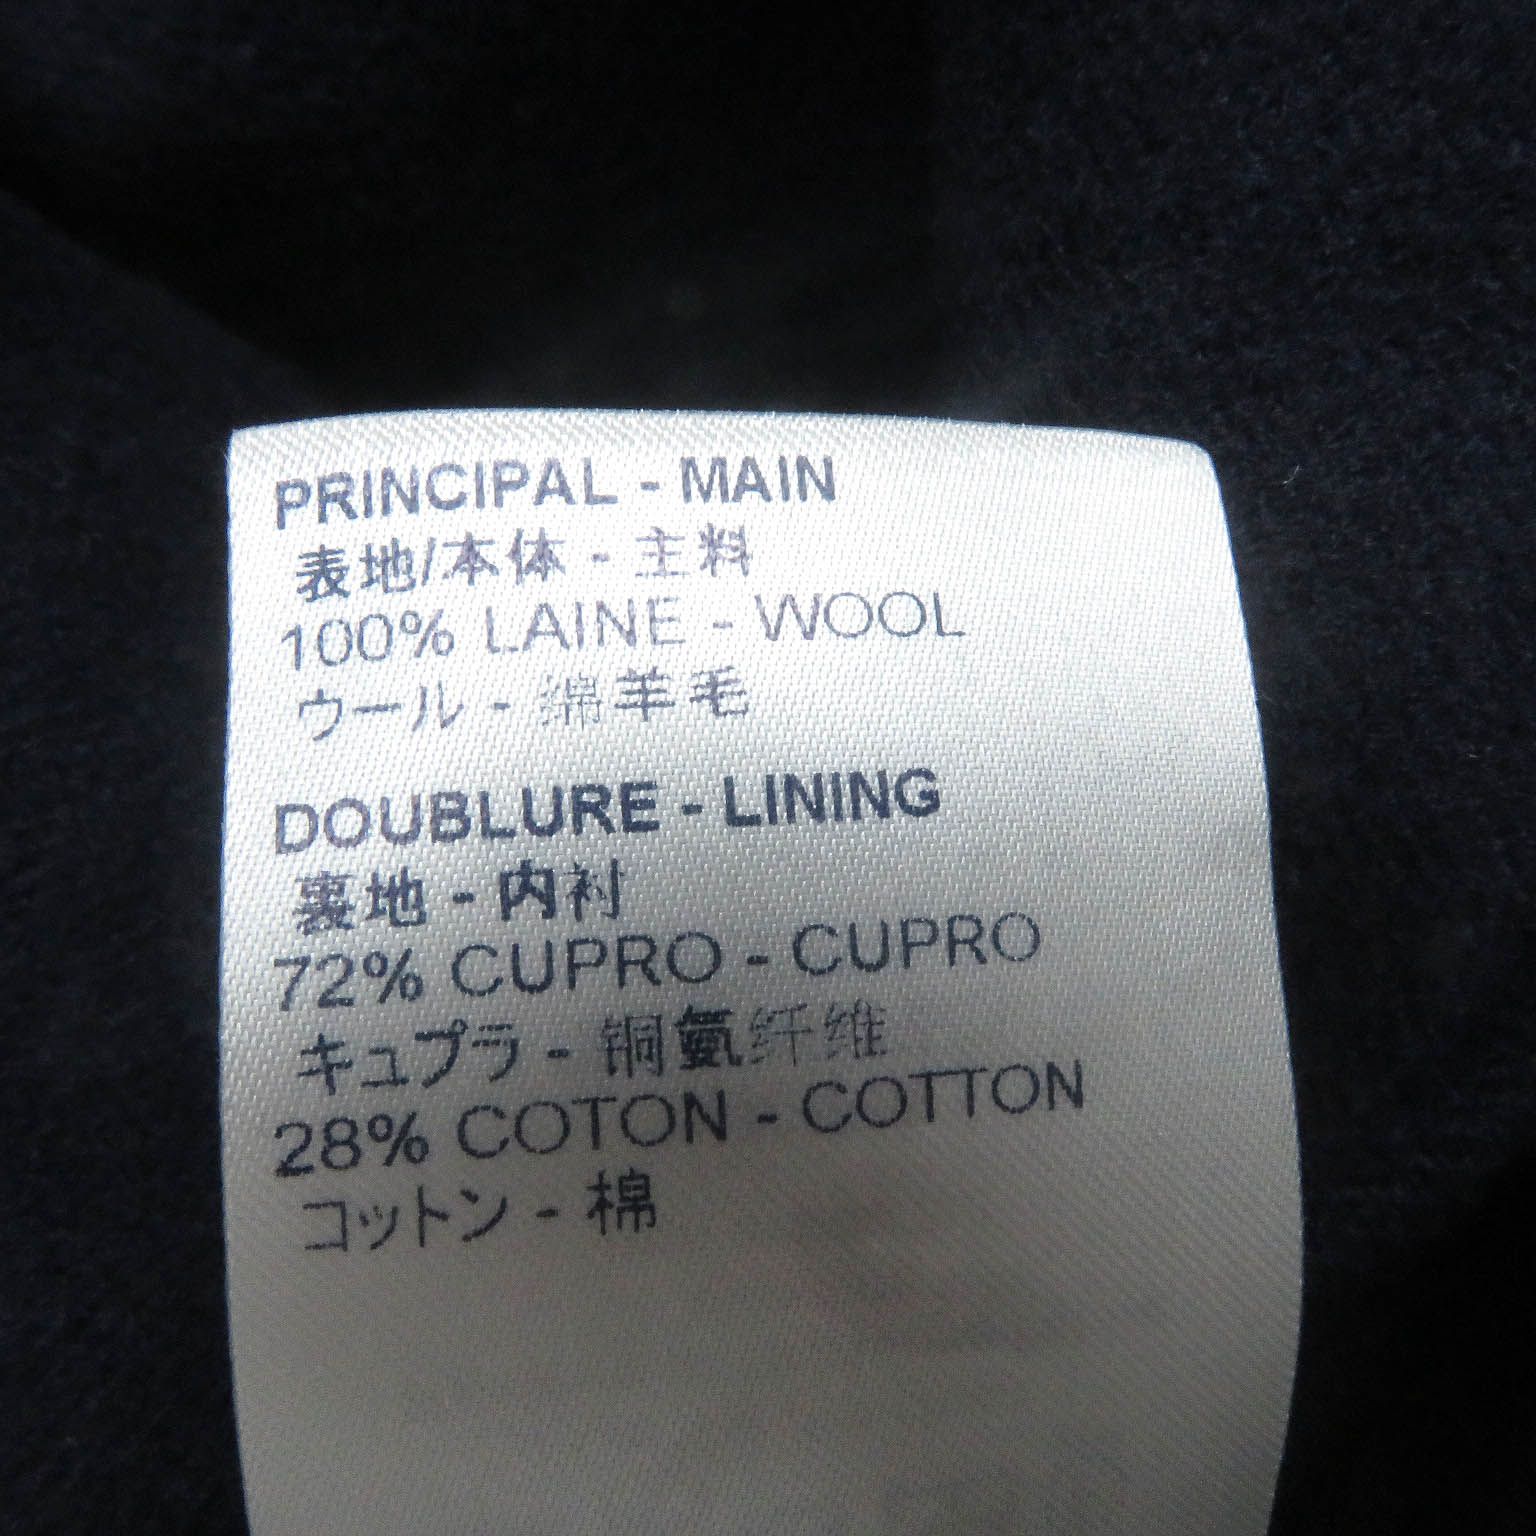 PRINCIPAL - MAIN
表地/本体 - 主料
100% LAINE - WOOL
ウール - 绵羊毛
DOUBLURE - LINING
裏地 - 内衬
72% CUPRO - CUPRO
キュプラ - 铜氨纤维
28% COTON - COTTON
コットン - 棉